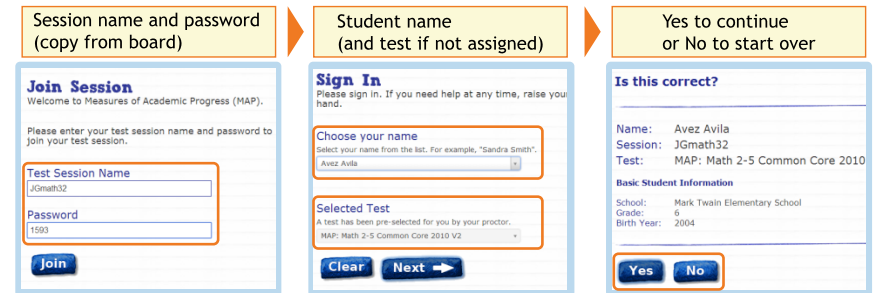 Session name and password
(copy from board)
Student name
(and test if not assigned)
Yes to continue
or No to start over
Join Session
Welcome to Measures of Academic Progress (MAP).
Please enter your test session name and password to
join your test session.
Test Session Name
JGmath32
Password
1593
Join
Sign In
Please sign in. If you need help at any time, raise your
hand.
Choose your name
Select your name from the list. For example, "Sandra Smith".
Avez Avila
Selected Test
A test has been pre-selected for you by your proctor.
MAP: Math 2-5 Common Core 2010 V2
Clear
Next
Is this correct?
Name: Avez Avila
Session: JGmath32
Test: MAP: Math 2-5 Common Core 2010
Basic Student Information
School: Mark Twain Elementary School
Grade: 6
Birth Year: 2004
Yes
No